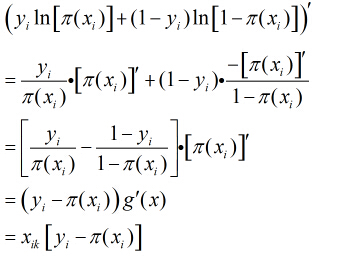 (y_i ln[π(x_i)]+(1−y_i)ln[1−π(x_i)])′
= y_i/π(x_i) •[π(x_i)]′+(1−y_i)• −[π(x_i)]′/1−π(x_i)
= [y_i/π(x_i) − 1−y_i/1−π(x_i)]•[π(x_i)]′
= (y_i−π(x_i))g′(x)
= x_ik[y_i−π(x_i)]